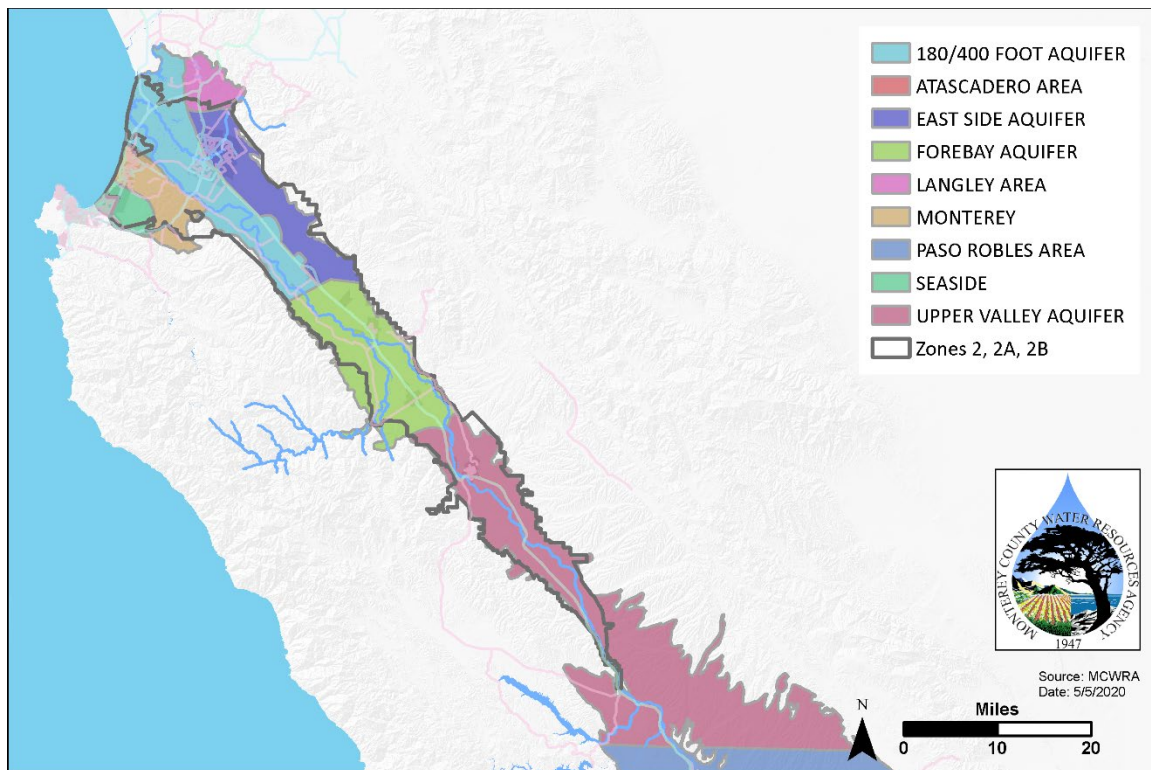 180/400 FOOT AQUIFER
ATASCADERO AREA
EAST SIDE AQUIFER
FOREBAY AQUIFER
LANGLEY AREA
MONTEREY
PASO ROBLES AREA
SEASIDE
UPPER VALLEY AQUIFER
Zones 2, 2A, 2B
MONTEREY COUNTY WATER RESOURCES AGENCY
1947
Source: MCWRA
Date: 5/5/2020
N
Miles
0 10 20